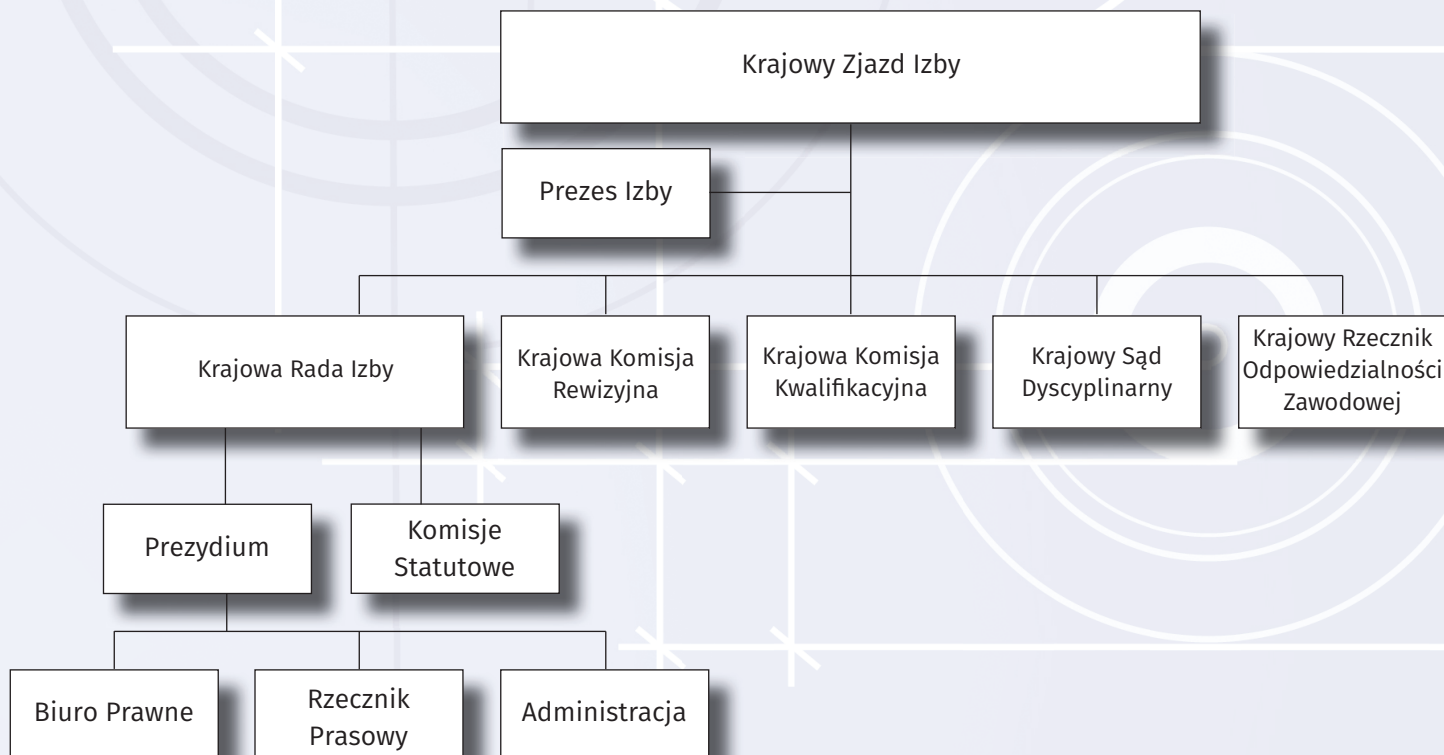 Krajowy Zjazd Izby
Prezes Izby
Krajowa Rada Izby
Krajowa Komisja
Rewizyjna
Krajowa Komisja
Kwalifikacyjna
Krajowy Sąd
Dyscyplinarny
Krajowy Rzecznik
Odpowiedzialności
Zawodowej
Prezydium
Komisje
Statutowe
Biuro Prawne
Rzecznik
Prasowy
Administracja